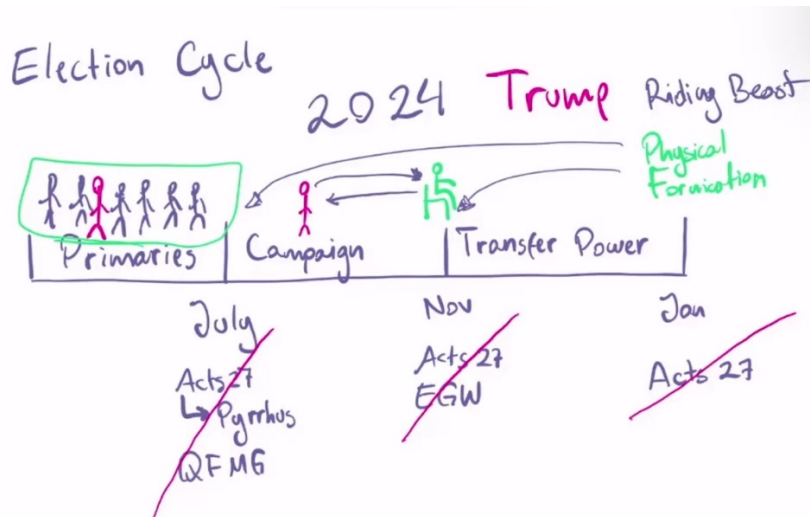 Election Cycle
2024 Trump Riding Beast
Physical
Fornication
Primaries Campaign Transfer Power
July Nov Jan
Acts 27 Acts 27 Acts 27
Pyrrhus EGW
QFMG